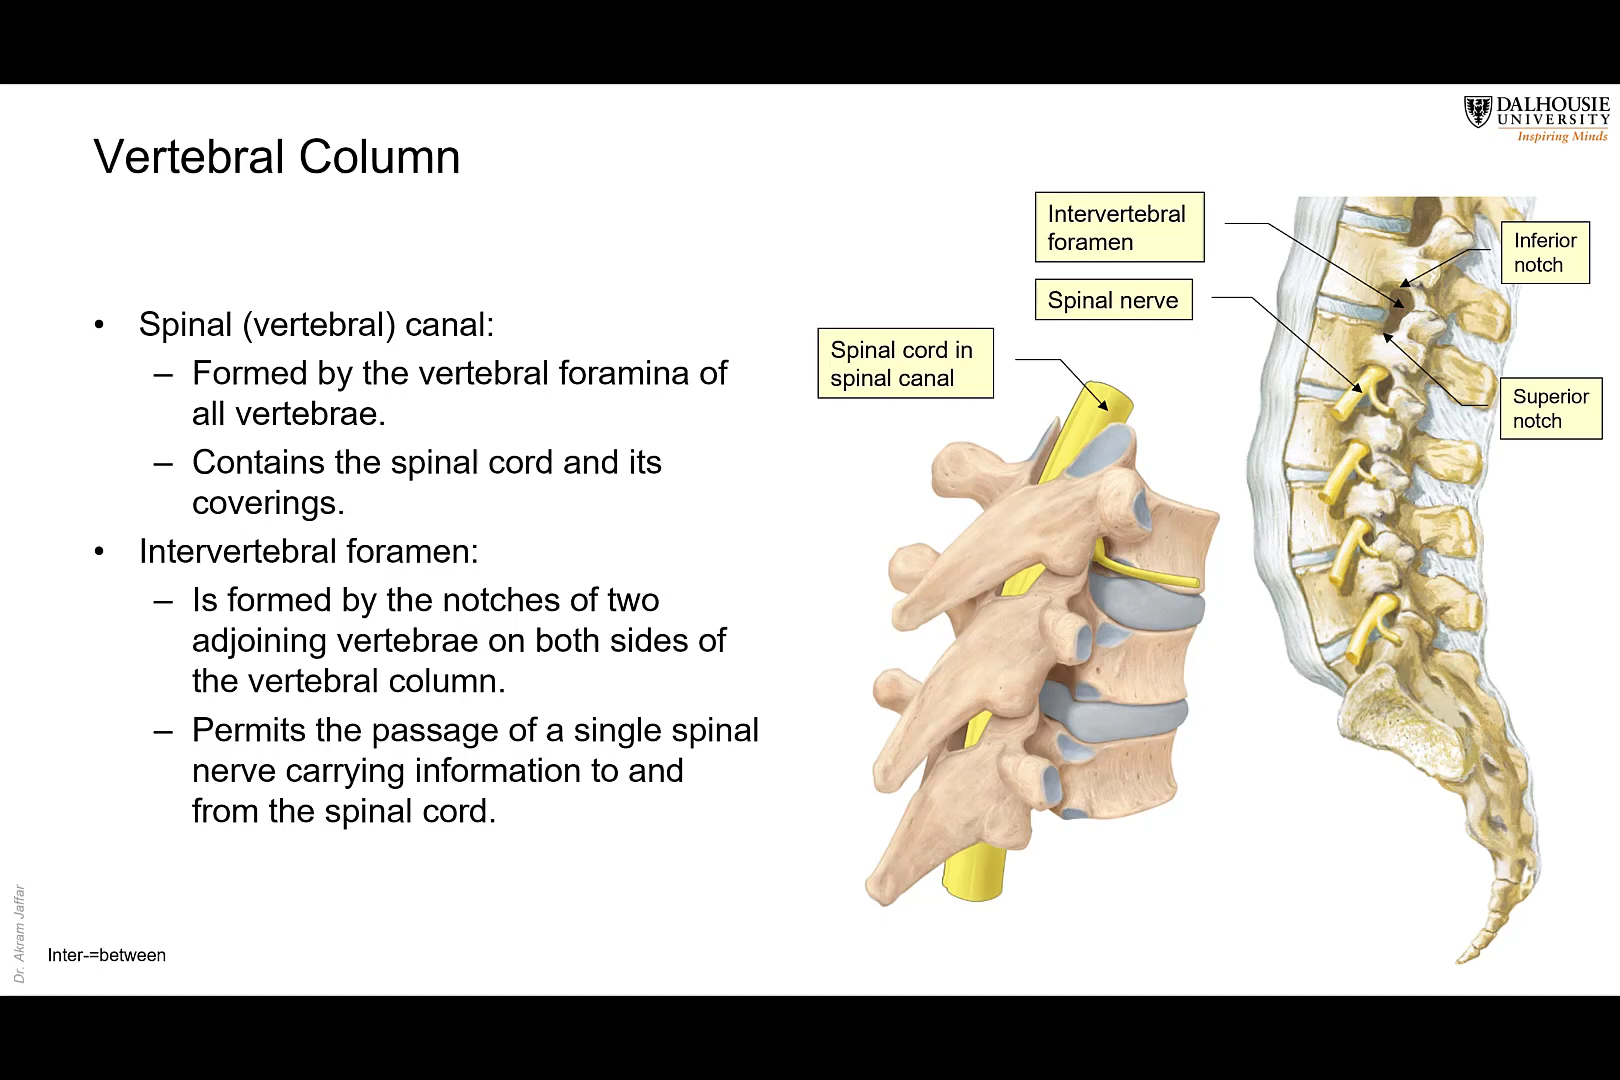 DALHOUSIE
UNIVERSITY
Inspiring Minds
Vertebral Column
• Spinal (vertebral) canal:
– Formed by the vertebral foramina of
all vertebrae.
– Contains the spinal cord and its
coverings.
• Intervertebral foramen:
– Is formed by the notches of two
adjoining vertebrae on both sides of
the vertebral column.
– Permits the passage of a single spinal
nerve carrying information to and
from the spinal cord.
Intervertebral
foramen
Spinal nerve
Spinal cord in
spinal canal
Inferior
notch
Superior
notch
Dr. Akram Jaffar
Inter-=between